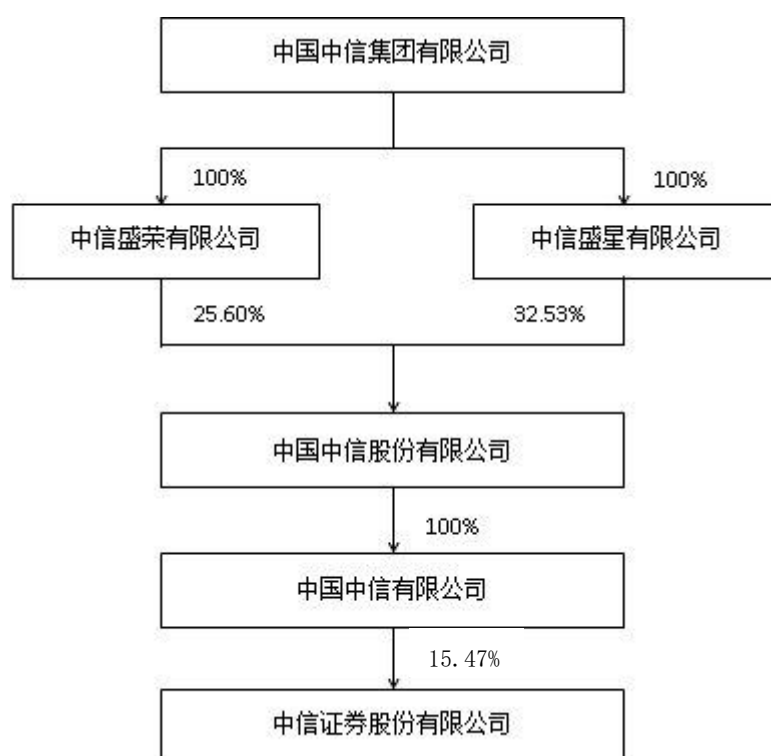 中国中信集团有限公司
100%
100%
中信盛荣有限公司
中信盛星有限公司
25.60%
32.53%
中国中信股份有限公司
100%
中国中信有限公司
15.47%
中信证券股份有限公司